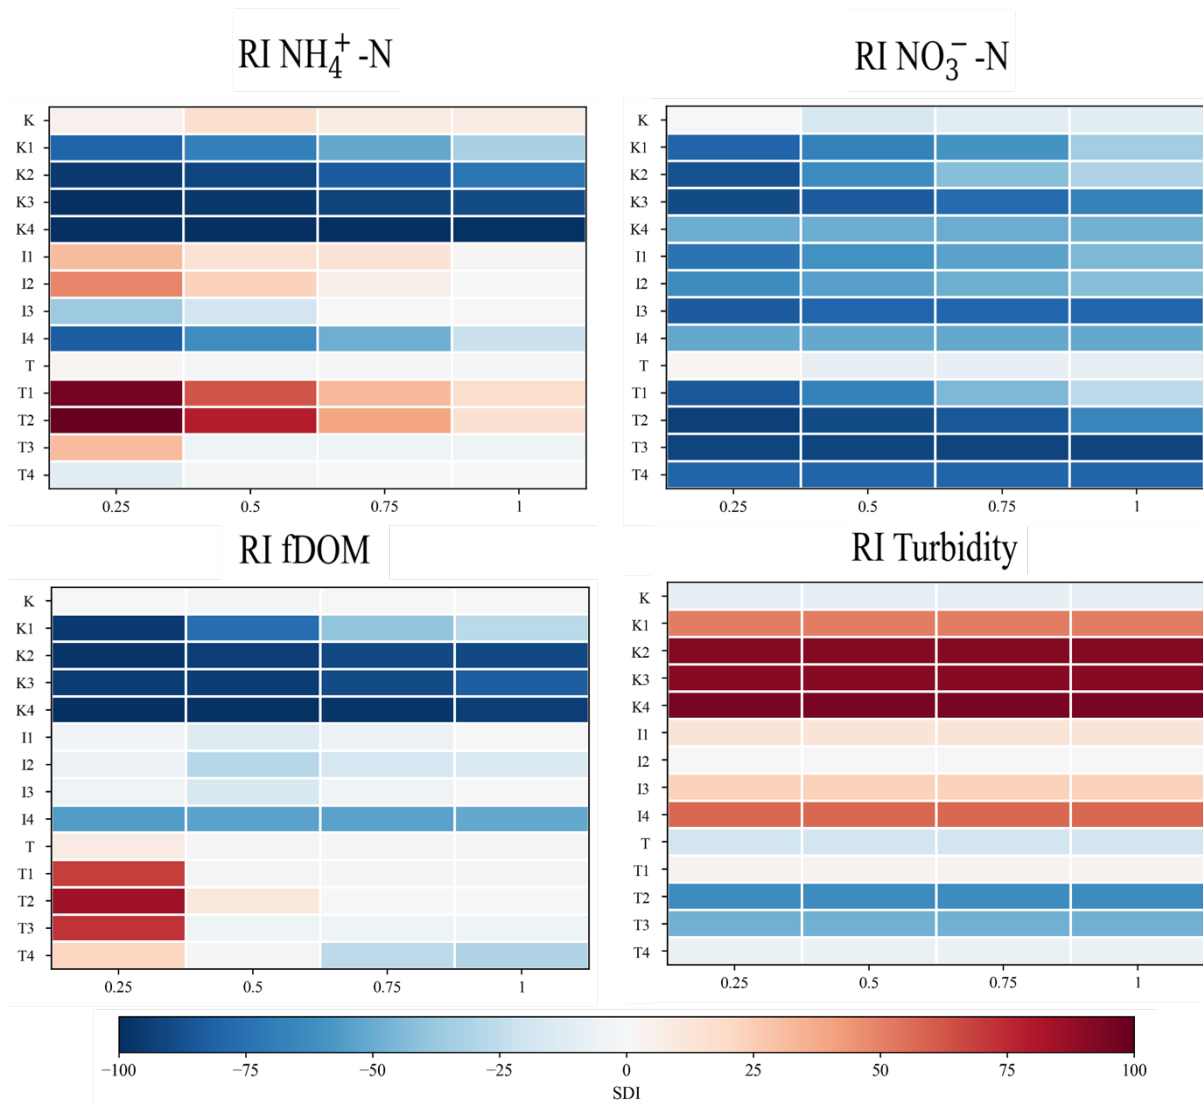 RI NH₄⁺ -N
RI NO₃⁻ -N
K
K1
K2
K3
K4
I1
I2
I3
I4
T
T1
T2
T3
T4
0.25 0.5 0.75 1
K
K1
K2
K3
K4
I1
I2
I3
I4
T
T1
T2
T3
T4
0.25 0.5 0.75 1
RI fDOM
RI Turbidity
K
K1
K2
K3
K4
I1
I2
I3
I4
T
T1
T2
T3
T4
0.25 0.5 0.75 1
K
K1
K2
K3
K4
I1
I2
I3
I4
T
T1
T2
T3
T4
0.25 0.5 0.75 1
−100 −75 −50 −25 0 25 50 75 100
SDI